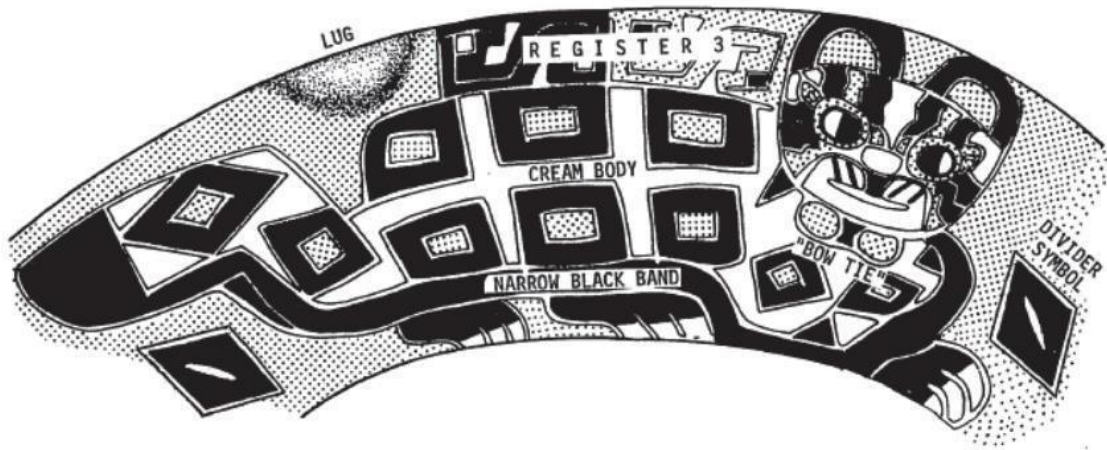 LUG
REGISTER 3
CREAM BODY
"BOW TIE"
NARROW BLACK BAND
DIVIDER
SYMBOL